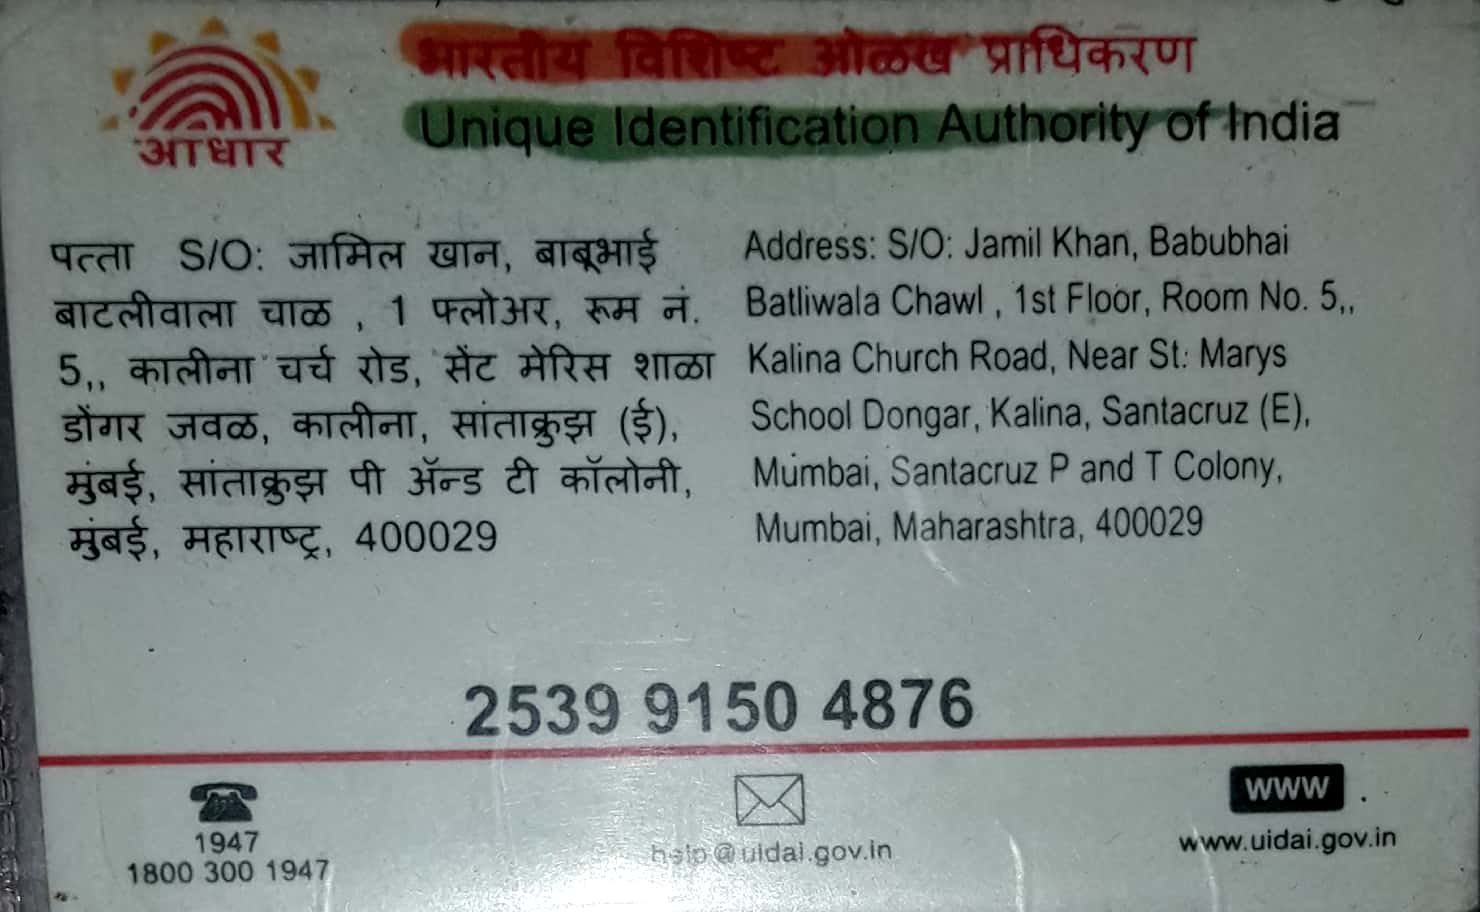 भारतीय विशिष्ट ओळख प्राधिकरण
Unique Identification Authority of India
आधार
पत्ता S/O: जामिल खान, बाबूभाई
बाटलीवाला चाळ , 1 फ्लोअर, रूम नं.
5,, कालीना चर्च रोड, सेंट मेरिस शाळा
डोंगर जवळ, कालीना, सांताक्रुझ (ई),
मुंबई, सांताक्रुझ पी ॲन्ड टी कॉलोनी,
मुंबई, महाराष्ट्र, 400029
Address: S/O: Jamil Khan, Babubhai
Batliwala Chawl , 1st Floor, Room No. 5,,
Kalina Church Road, Near St. Marys
School Dongar, Kalina, Santacruz (E),
Mumbai, Santacruz P and T Colony,
Mumbai, Maharashtra, 400029
2539 9150 4876
1947
1800 300 1947
help@uidai.gov.in
www
www.uidai.gov.in